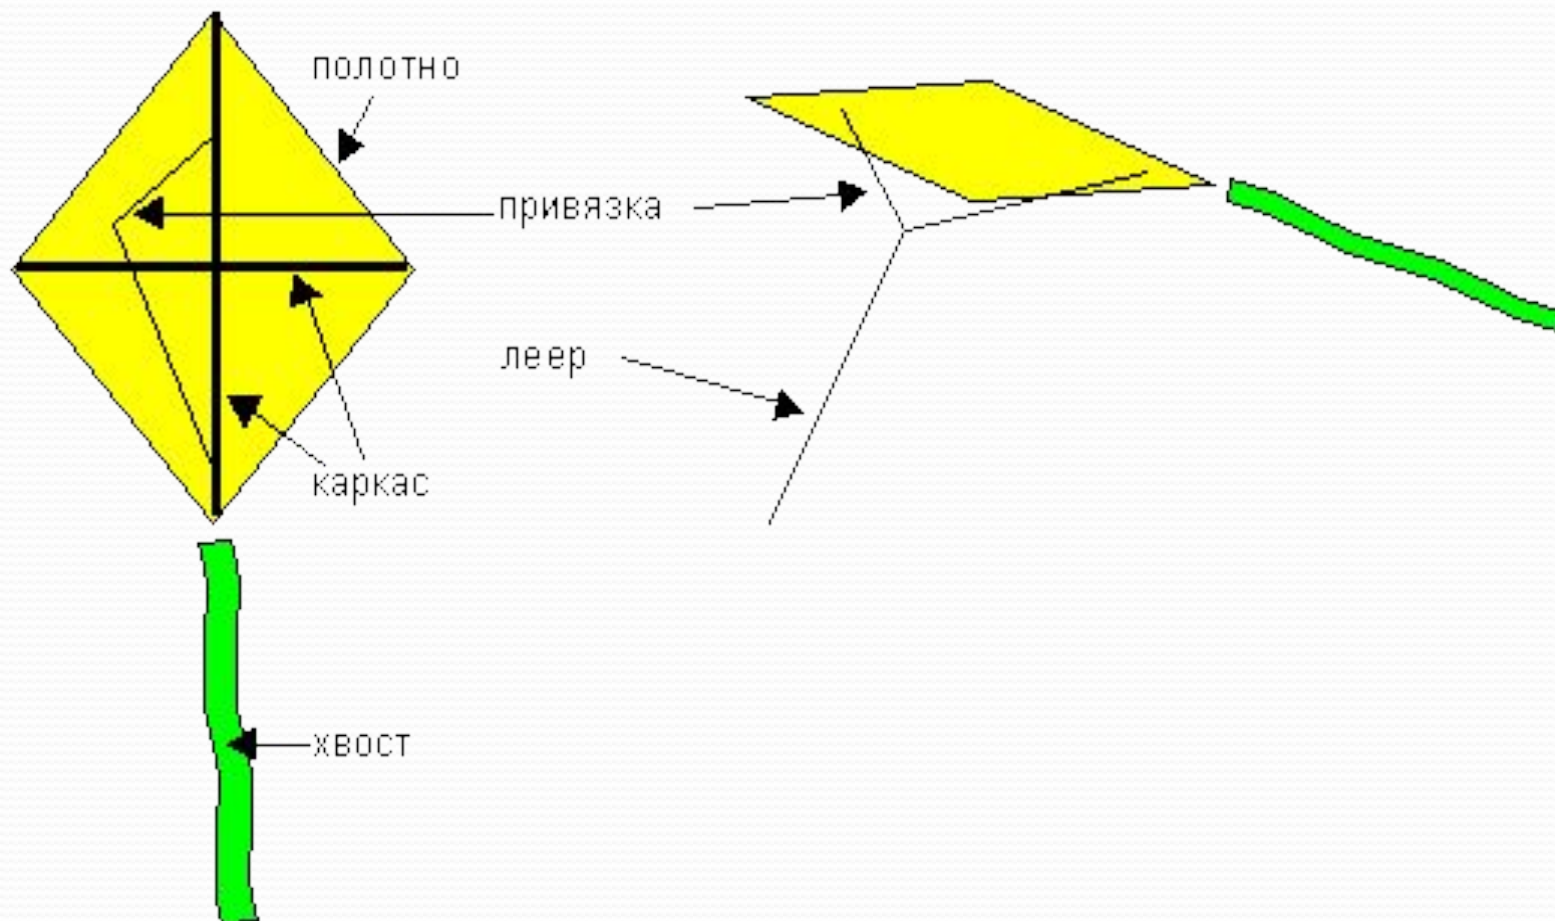 полотно
привязка
леер
каркас
хвост